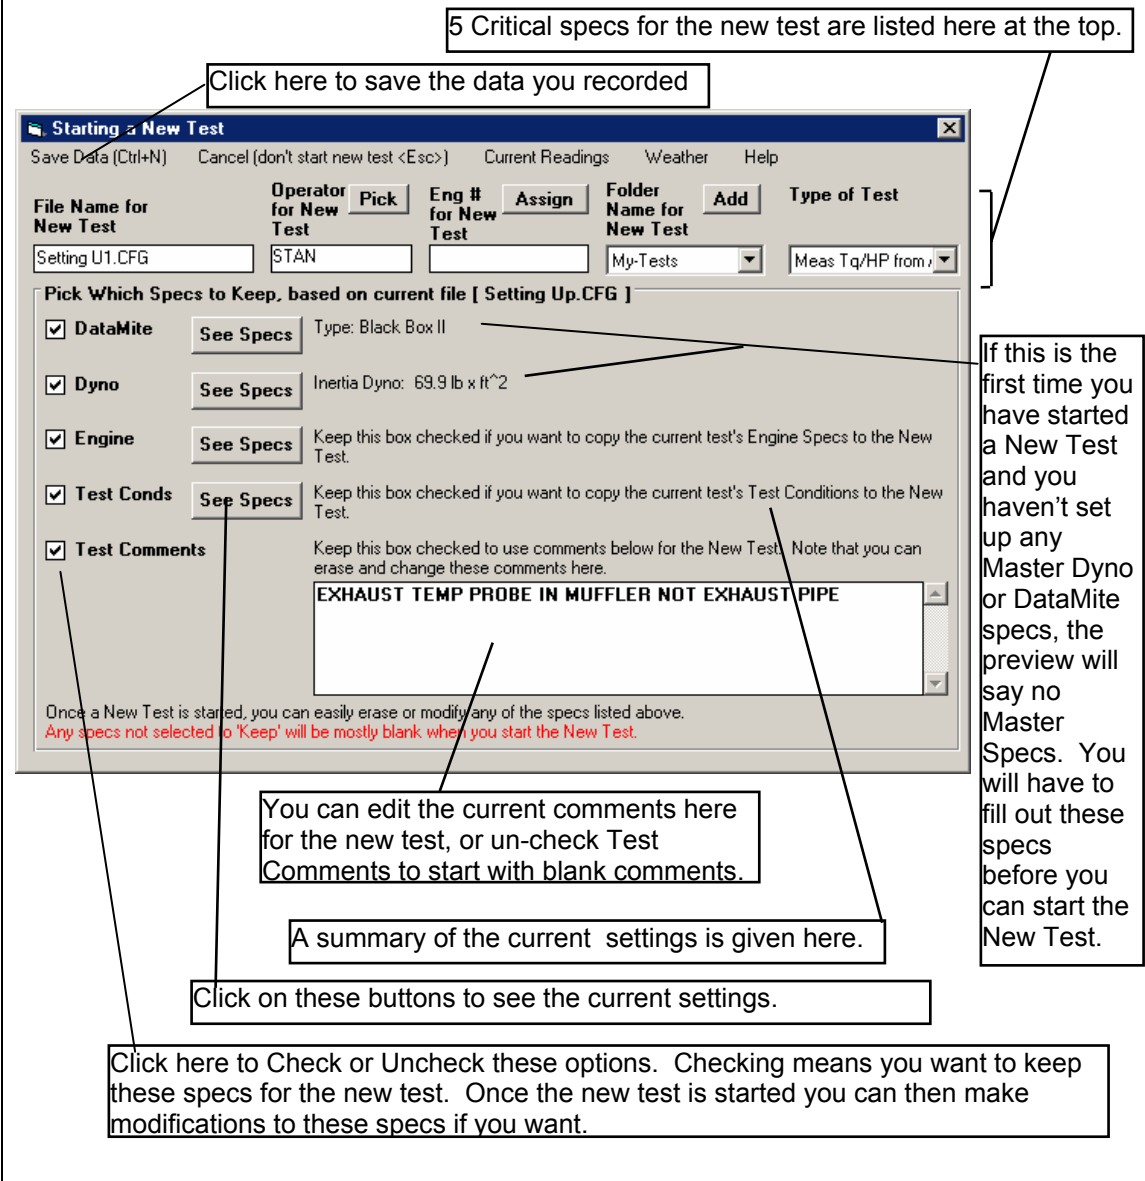 5 Critical specs for the new test are listed here at the top.
Click here to save the data you recorded
Starting a New Test
Save Data (Ctrl+N) Cancel (don't start new test <Esc>) Current Readings Weather Help
File Name for
New Test
Operator
for New
Test
Pick
Eng #
for New
Test
Assign
Folder
Name for
New Test
Add
Type of Test
Setting U1.CFG
STAN
My-Tests
Meas Tq/HP from
Pick Which Specs to Keep, based on current file [ Setting Up.CFG ]
DataMite See Specs Type: Black Box II
Dyno See Specs Inertia Dyno: 69.9 lb x ft^2
Engine See Specs Keep this box checked if you want to copy the current test's Engine Specs to the New
Test.
Test Conds See Specs Keep this box checked if you want to copy the current test's Test Conditions to the New
Test.
Test Comments Keep this box checked to use comments below for the New Test. Note that you can
erase and change these comments here.
EXHAUST TEMP PROBE IN MUFFLER NOT EXHAUST PIPE
Once a New Test is started, you can easily erase or modify any of the specs listed above.
Any specs not selected to 'Keep' will be mostly blank when you start the New Test.
If this is the
first time you
have started
a New Test
and you
haven’t set
up any
Master Dyno
or DataMite
specs, the
preview will
say no
Master
Specs. You
will have to
fill out these
specs
before you
can start the
New Test.
You can edit the current comments here
for the new test, or un-check Test
Comments to start with blank comments.
A summary of the current settings is given here.
Click on these buttons to see the current settings.
Click here to Check or Uncheck these options. Checking means you want to keep
these specs for the new test. Once the new test is started you can then make
modifications to these specs if you want.